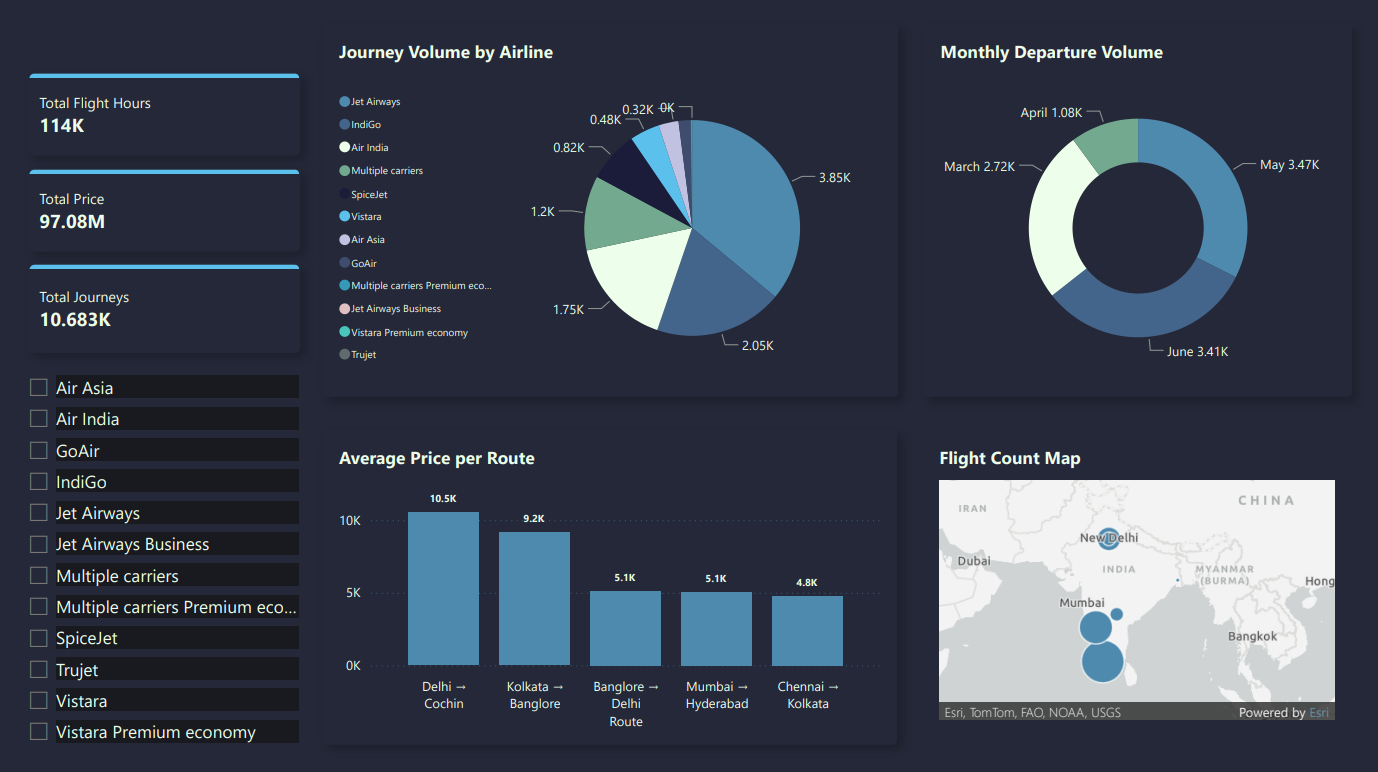 Total Flight Hours
114K
Total Price
97.08M
Total Journeys
10.683K
Air Asia
Air India
GoAir
IndiGo
Jet Airways
Jet Airways Business
Multiple carriers
Multiple carriers Premium eco...
SpiceJet
Trujet
Vistara
Vistara Premium economy
Journey Volume by Airline
Jet Airways
IndiGo
Air India
Multiple carriers
SpiceJet
Vistara
Air Asia
GoAir
Multiple carriers Premium eco...
Jet Airways Business
Vistara Premium economy
Trujet
0.32K
0K
0.48K
0.82K
1.2K
1.75K
2.05K
3.85K
Monthly Departure Volume
April 1.08K
March 2.72K
May 3.47K
June 3.41K
Average Price per Route
10K
5K
0K
10.5K
9.2K
5.1K
5.1K
4.8K
Delhi →
Cochin
Kolkata →
Banglore
Banglore →
Delhi
Route
Mumbai →
Hyderabad
Chennai →
Kolkata
Flight Count Map
CHINA
IRAN
New Delhi
Dubai
INDIA
MYANMAR
(BURMA)
Hong
Mumbai
Bangkok
Esri, TomTom, FAO, NOAA, USGS
Powered by Esri